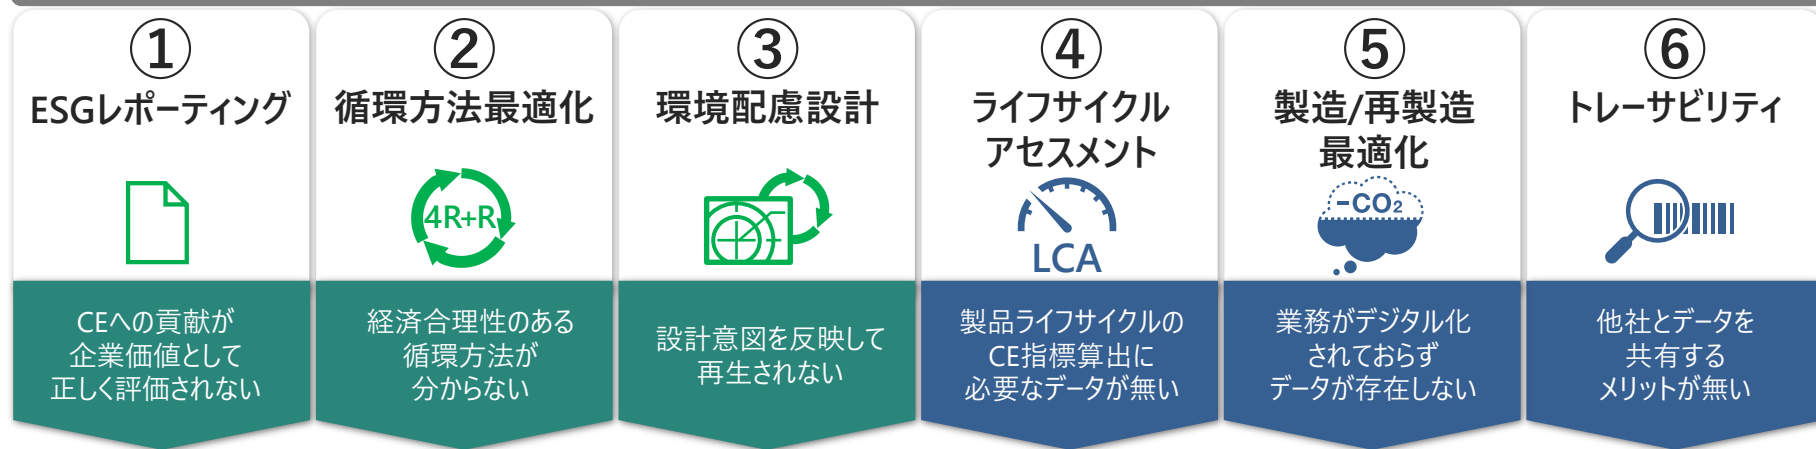 ①
ESGレポーティング
CEへの貢献が
企業価値として
正しく評価されない
②
循環方法最適化
4R+R
経済合理性のある
循環方法が
分からない
③
環境配慮設計
設計意図を反映して
再生されない
④
ライフサイクル
アセスメント
LCA
製品ライフサイクルの
CE指標算出に
必要なデータが無い
⑤
製造/再製造
最適化
-CO₂
業務がデジタル化
されておらず
データが存在しない
⑥
トレーサビリティ
他社とデータを
共有する
メリットが無い